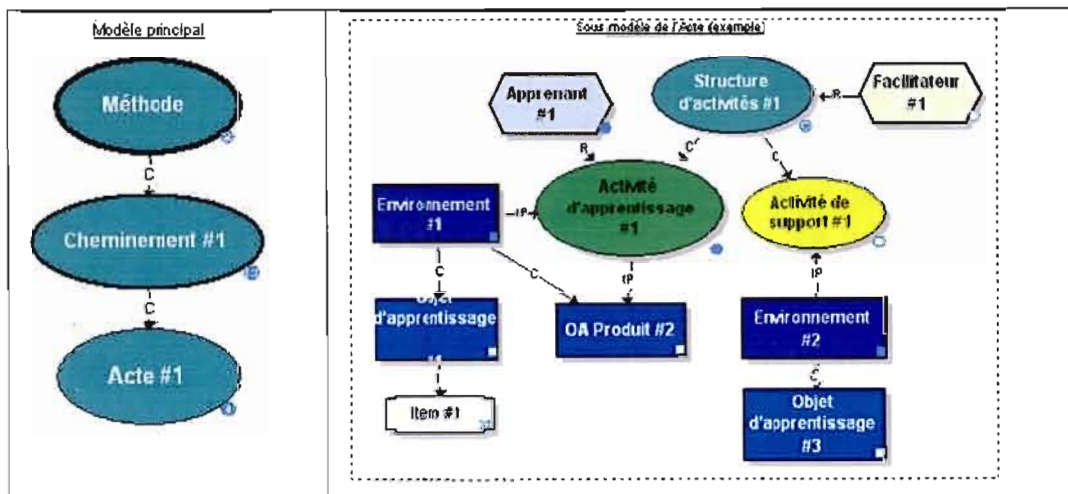 Modèle principal
Méthode
C
Cheminement #1
C
Acte #1
Sous modèle de l'Acte (exemple)
Apprenant
#1
Structure
d'activités #1
R
Facilitateur
#1
R
C
C
Environnement
#1
IP
Activité
d'apprentissage
#1
Activité de
support #1
C
C
IP
IP
Objet
d'apprentissage
#1
OA Produit #2
Environnement
#2
I
C
Item #1
Objet
d'apprentissage
#3